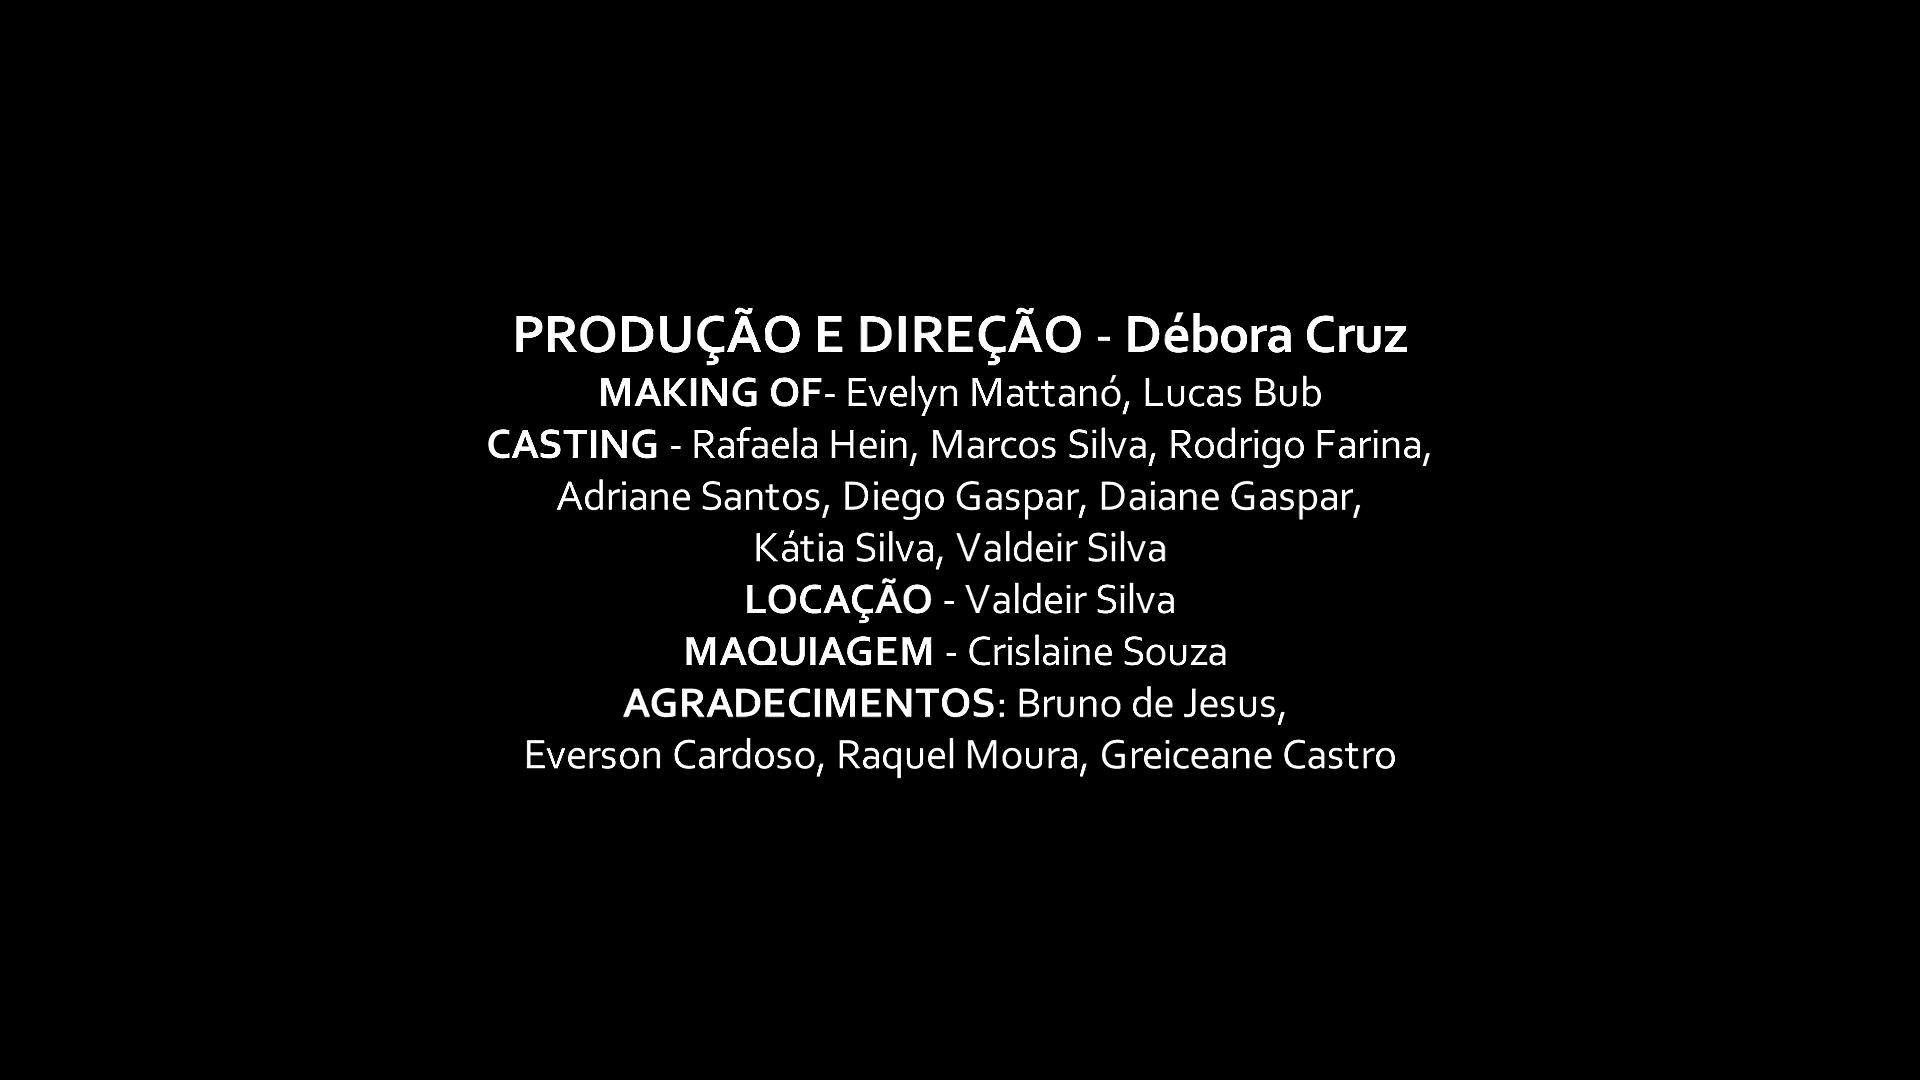 PRODUÇÃO E DIREÇÃO - Débora Cruz
MAKING OF- Evelyn Mattanó, Lucas Bub
CASTING - Rafaela Hein, Marcos Silva, Rodrigo Farina,
Adriane Santos, Diego Gaspar, Daiane Gaspar,
Kátia Silva, Valdeir Silva
LOCAÇÃO - Valdeir Silva
MAQUIAGEM - Crislaine Souza
AGRADECIMENTOS: Bruno de Jesus,
Everson Cardoso, Raquel Moura, Greiceane Castro